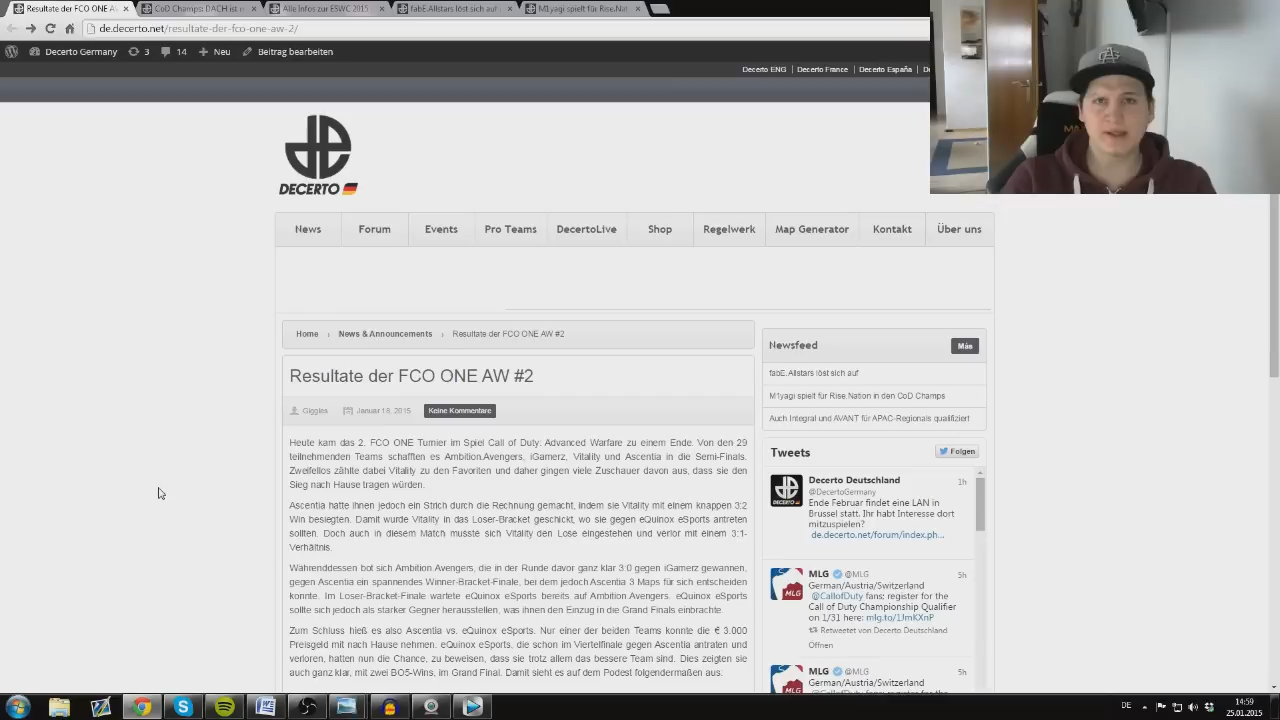 Resultate der FCO ONE AW
CoD Champs: DACH ist
Alle Infos zur ESWC 2015
fabE.Allstars löst sich auf
M1yagi spielt für Rise.Nat
de.decerto.net/resultate-der-fco-one-aw-2/
Decerto Germany
3
14
Neu
Beitrag bearbeiten
Decerto ENG
Decerto France
Decerto España
DECERTO
News
Forum
Events
Pro Teams
DecertoLive
Shop
Regelwerk
Map Generator
Kontakt
Über uns
Home › News & Announcements › Resultate der FCO ONE AW #2
Resultate der FCO ONE AW #2
Giggles
Januar 18, 2015
Keine Kommentare
Heute kam das 2. FCO ONE Turnier im Spiel Call of Duty: Advanced Warfare zu einem Ende. Von den 29
teilnehmenden Teams schafften es Ambition.Avengers, iGamerz, Vitality und Ascentia in die Semi-Finals.
Zweifellos zählte dabei Vitality zu den Favoriten und daher gingen viele Zuschauer davon aus, dass sie den
Sieg nach Hause tragen würden.
Ascentia hatte ihnen jedoch ein Strich durch die Rechnung gemacht, indem sie Vitality mit einem knappen 3:2
Win besiegten. Damit wurde Vitality in das Loser-Bracket geschickt, wo sie gegen eQuinox eSports antreten
sollten. Doch auch in diesem Match musste sich Vitality den Lose eingestehen und verlor mit einem 3:1-
Verhältnis.
Währenddessen bot sich Ambition.Avengers, die in der Runde davor ganz klar 3:0 gegen iGamerz gewannen,
gegen Ascentia ein spannendes Winner-Bracket-Finale, bei dem jedoch Ascentia 3 Maps für sich entscheiden
konnte. Im Loser-Bracket-Finale wartete eQuinox eSports bereits auf Ambition.Avengers. eQuinox eSports
sollte sich jedoch als starker Gegner herausstellen, was ihnen den Einzug in die Grand Finals einbrachte.
Zum Schluss hieß es also Ascentia vs. eQuinox eSports. Nur einer der beiden Teams konnte die € 3.000
Preisgeld mit nach Hause nehmen. eQuinox eSports, die schon im Viertelfinale gegen Ascentia antraten und
verloren, hatten nun die Chance, zu beweisen, dass sie trotz allem das bessere Team sind. Dies zeigten sie
auch ganz klar, mit zwei BO5-Wins, im Grand Final. Damit sieht es auf dem Podest folgendermaßen aus:
Newsfeed
Más
fabE.Allstars löst sich auf
M1yagi spielt für Rise.Nation in den CoD Champs
Auch Integral und AVANT für APAC-Regionals qualifiziert
Tweets
Folgen
Decerto Deutschland 1h
@DecertoGermany
Ende Februar findet eine LAN in
Brüssel statt. Ihr habt Interesse dort
mitzuspielen?
de.decerto.net/forum/index.ph...
MLG @MLG 5h
German/Austria/Switzerland
@CallofDuty fans: register for the
Call of Duty Championship Qualifier
on 1/31 here: mlg.tv/1JmKXnP
Retweetet von Decerto Deutschland
Öffnen
MLG @MLG 5h
German/Austria/Switzerland
DE
14:59
25.01.2015